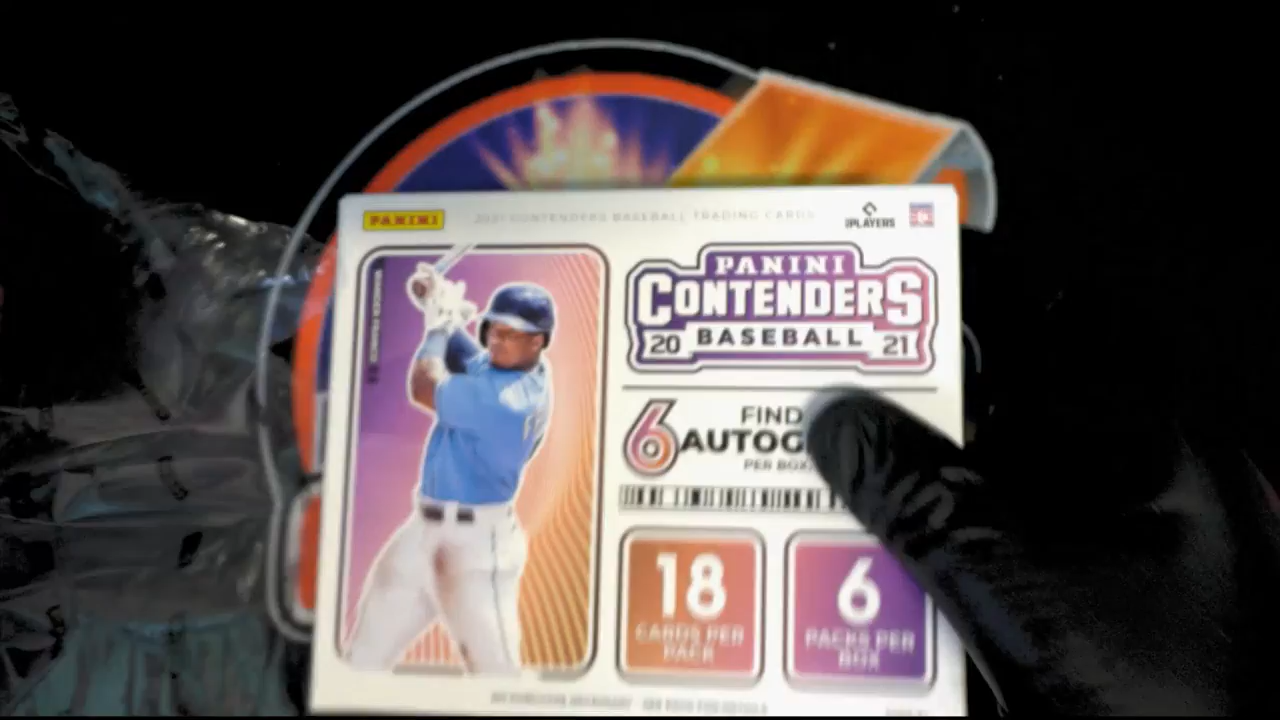 PANINI
2021 CONTENDERS BASEBALL TRADING CARDS
PLAYERS
PANINI
CONTENDERS
20 BASEBALL 21
6 FIND
AUTOG
PER BOX
18
CARDS PER
PACK
6
PACKS PER
BOX